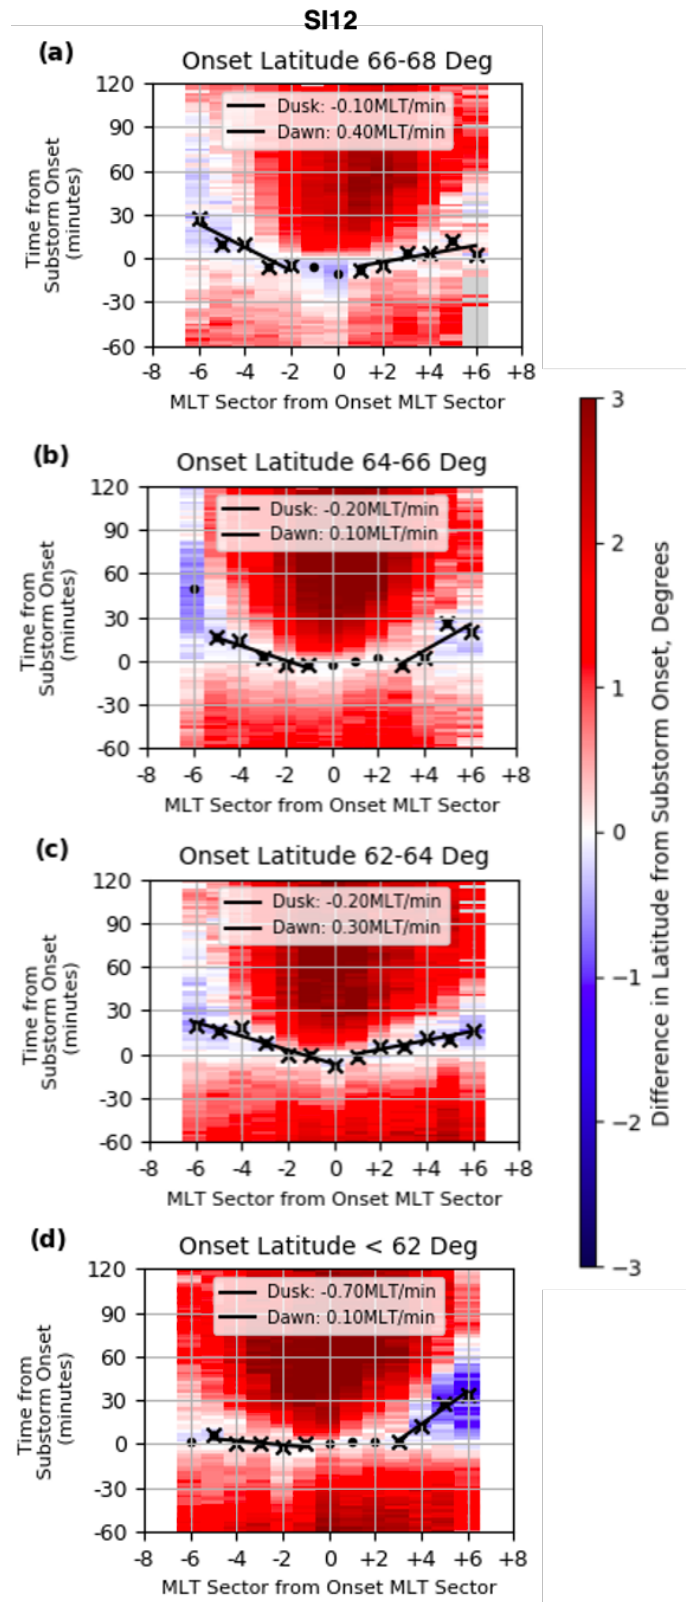 SI12
(a)
Onset Latitude 66-68 Deg
Dusk: -0.10MLT/min
Dawn: 0.40MLT/min
Time from
Substorm Onset
(minutes)
120
90
60
30
0
-30
-60
-8 -6 -4 -2 0 +2 +4 +6 +8
MLT Sector from Onset MLT Sector
(b)
Onset Latitude 64-66 Deg
Dusk: -0.20MLT/min
Dawn: 0.10MLT/min
Time from
Substorm Onset
(minutes)
120
90
60
30
0
-30
-60
-8 -6 -4 -2 0 +2 +4 +6 +8
MLT Sector from Onset MLT Sector
(c)
Onset Latitude 62-64 Deg
Dusk: -0.20MLT/min
Dawn: 0.30MLT/min
Time from
Substorm Onset
(minutes)
120
90
60
30
0
-30
-60
-8 -6 -4 -2 0 +2 +4 +6 +8
MLT Sector from Onset MLT Sector
(d)
Onset Latitude < 62 Deg
Dusk: -0.70MLT/min
Dawn: 0.10MLT/min
Time from
Substorm Onset
(minutes)
120
90
60
30
0
-30
-60
-8 -6 -4 -2 0 +2 +4 +6 +8
MLT Sector from Onset MLT Sector
3
2
1
0
−1
−2
−3
Difference in Latitude from Substorm Onset, Degrees